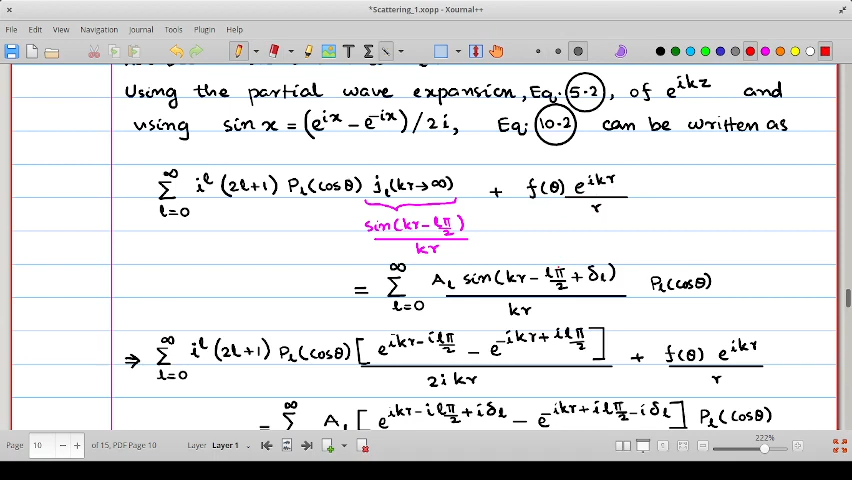 *Scattering_1.xopp - Xournal++
File Edit View Navigation Journal Tools Plugin Help
Using the partial wave expansion, Eq. 5.2, of e^{ikz} and
using sin x = (e^{ix} - e^{-ix})/2i, Eq: 10.2 can be written as
∑_{l=0}^{∞} i^l (2l+1) P_l(cosθ) j_l(kr→∞) + f(θ) e^{ikr}/r
sin(kr - lπ/2)/kr
= ∑_{l=0}^{∞} A_l sin(kr - lπ/2 + δ_l)/kr P_l(cosθ)
⇒ ∑_{l=0}^{∞} i^l (2l+1) P_l(cosθ) [e^{ikr - ilπ/2} - e^{-ikr + ilπ/2}]/2ikr + f(θ) e^{ikr}/r
= ∑^{∞} A_l [e^{ikr - ilπ/2 + iδ_l} - e^{-ikr + ilπ/2 - iδ_l}] P_l(cosθ)
Page 10 of 15, PDF Page 10 Layer Layer 1 222%